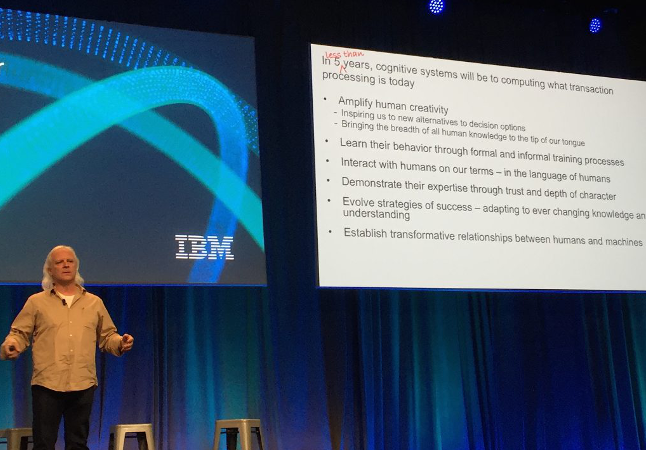 IBM
less than
In 5 years, cognitive systems will be to computing what transaction
processing is today
• Amplify human creativity
- Inspiring us to new alternatives to decision options
- Bringing the breadth of all human knowledge to the tip of our tongue
• Learn their behavior through formal and informal training processes
• Interact with humans on our terms – in the language of humans
• Demonstrate their expertise through trust and depth of character
• Evolve strategies of success – adapting to ever changing knowledge an
understanding
• Establish transformative relationships between humans and machines